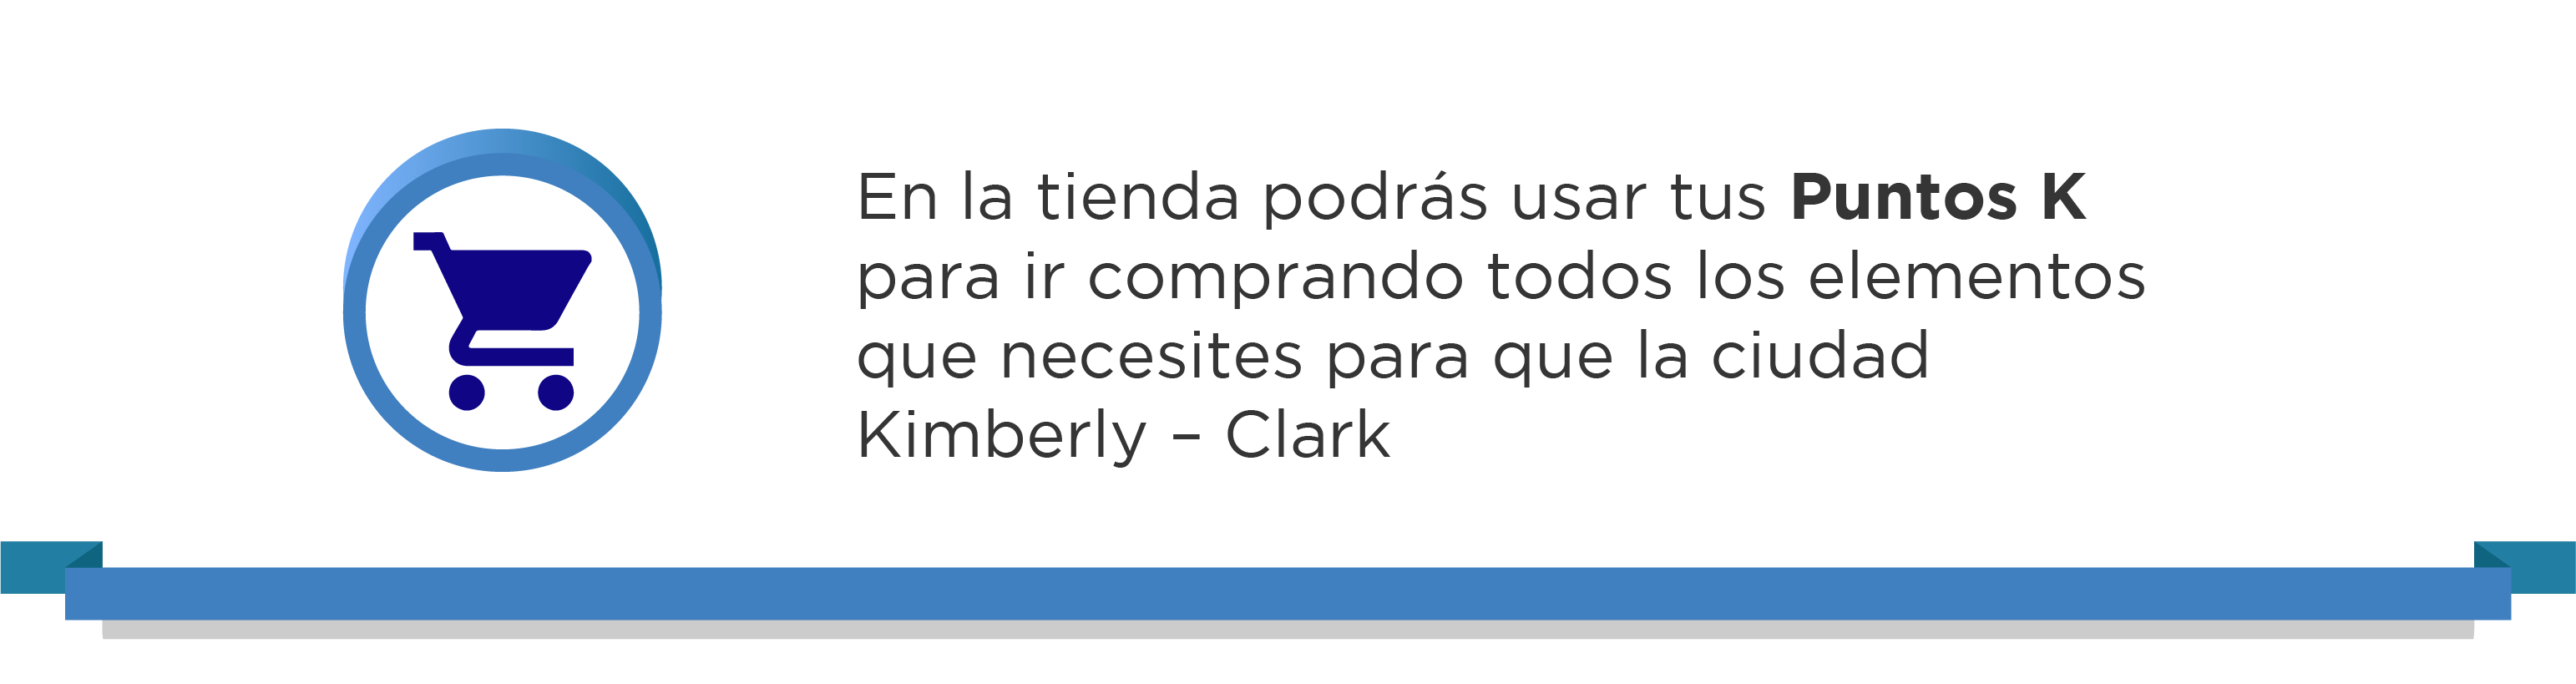 En la tienda podrás usar tus Puntos K
para ir comprando todos los elementos
que necesites para que la ciudad
Kimberly – Clark